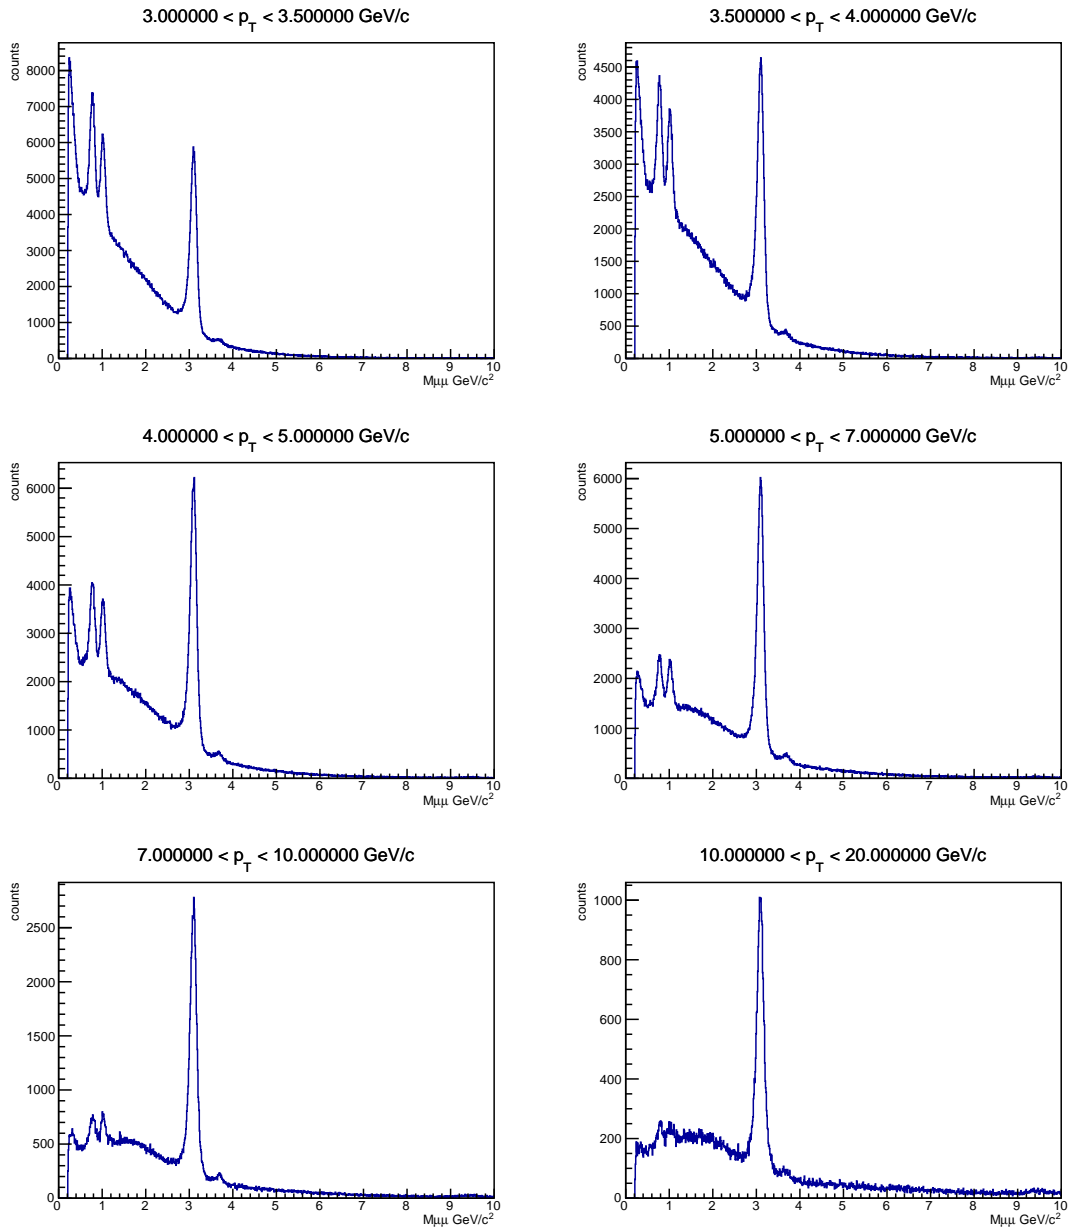 3.000000 < p_T < 3.500000 GeV/c
counts
8000
7000
6000
5000
4000
3000
2000
1000
0
0 1 2 3 4 5 6 7 8 9 10
Mμμ GeV/c²
3.500000 < p_T < 4.000000 GeV/c
counts
4500
4000
3500
3000
2500
2000
1500
1000
500
0
0 1 2 3 4 5 6 7 8 9 10
Mμμ GeV/c²
4.000000 < p_T < 5.000000 GeV/c
counts
6000
5000
4000
3000
2000
1000
0
0 1 2 3 4 5 6 7 8 9 10
Mμμ GeV/c²
5.000000 < p_T < 7.000000 GeV/c
counts
6000
5000
4000
3000
2000
1000
0
0 1 2 3 4 5 6 7 8 9 10
Mμμ GeV/c²
7.000000 < p_T < 10.000000 GeV/c
counts
2500
2000
1500
1000
500
0
0 1 2 3 4 5 6 7 8 9 10
Mμμ GeV/c²
10.000000 < p_T < 20.000000 GeV/c
counts
1000
800
600
400
200
0
0 1 2 3 4 5 6 7 8 9 10
Mμμ GeV/c²